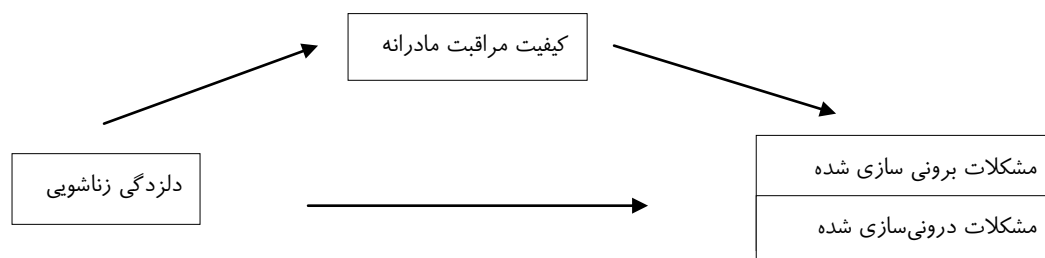 کیفیت مراقبت مادرانه
مشکلات برونی سازی شده
دلزدگی زناشویی
مشکلات درونی‌سازی شده